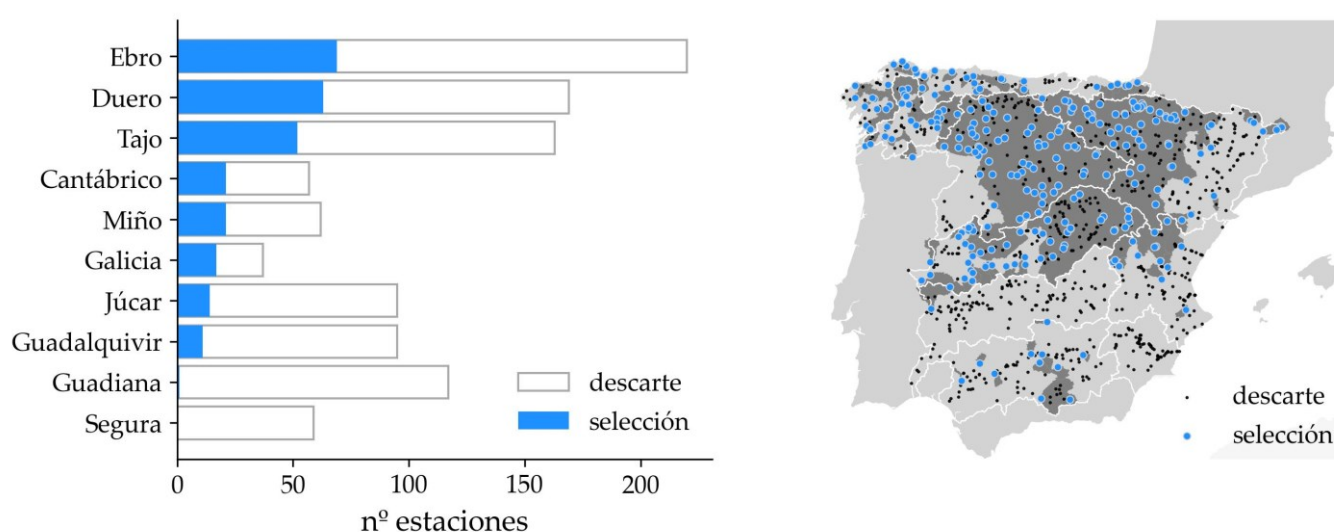 Ebro
Duero
Tajo
Cantábrico
Miño
Galicia
Júcar
Guadalquivir
Guadiana
Segura
descarte
selección
0 50 100 150 200
nº estaciones
descarte
selección